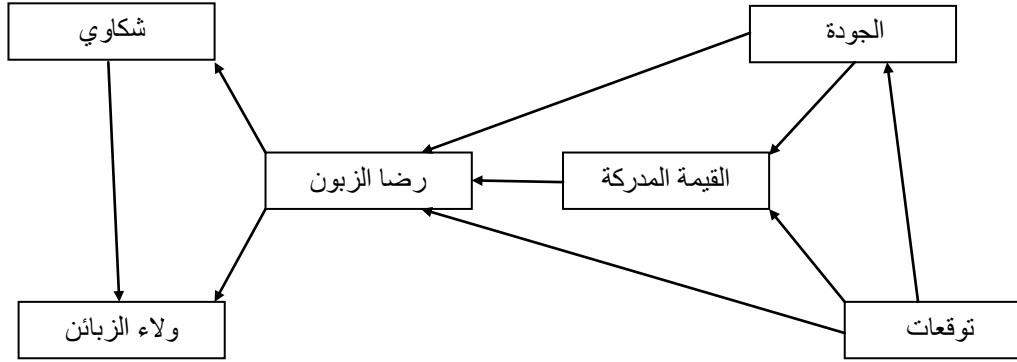 الجودة
شكاوي
القيمة المدركة
رضا الزبون
توقعات
ولاء الزبائن